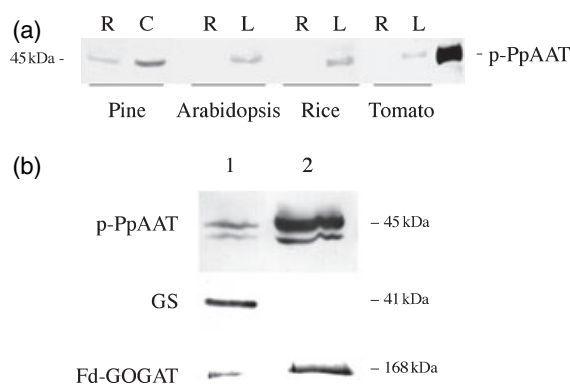 (a)
R C R L R L R L
45 kDa - - p-PpAAT
Pine Arabidopsis Rice Tomato
(b)
1 2
p-PpAAT – 45 kDa
GS – 41 kDa
Fd-GOGAT – 168 kDa